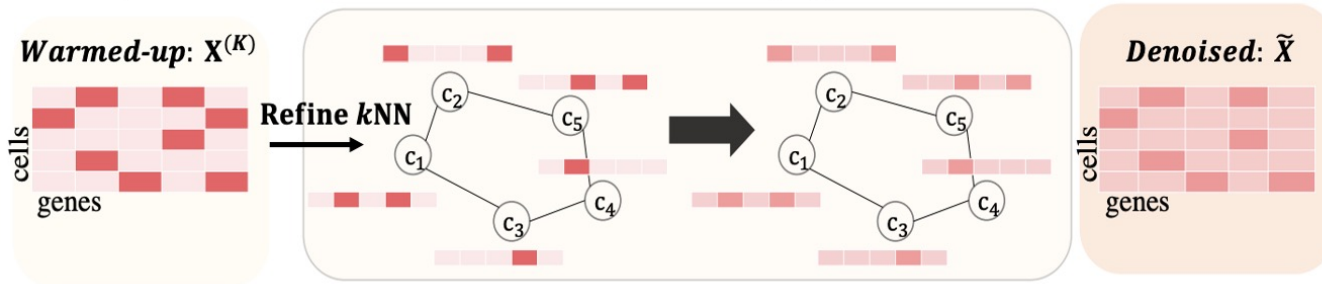 Warmed-up: X^(K)
cells
genes
Refine kNN
c₂
c₅
c₁
c₄
c₃
c₂
c₅
c₁
c₄
c₃
Denoised: X̃
cells
genes